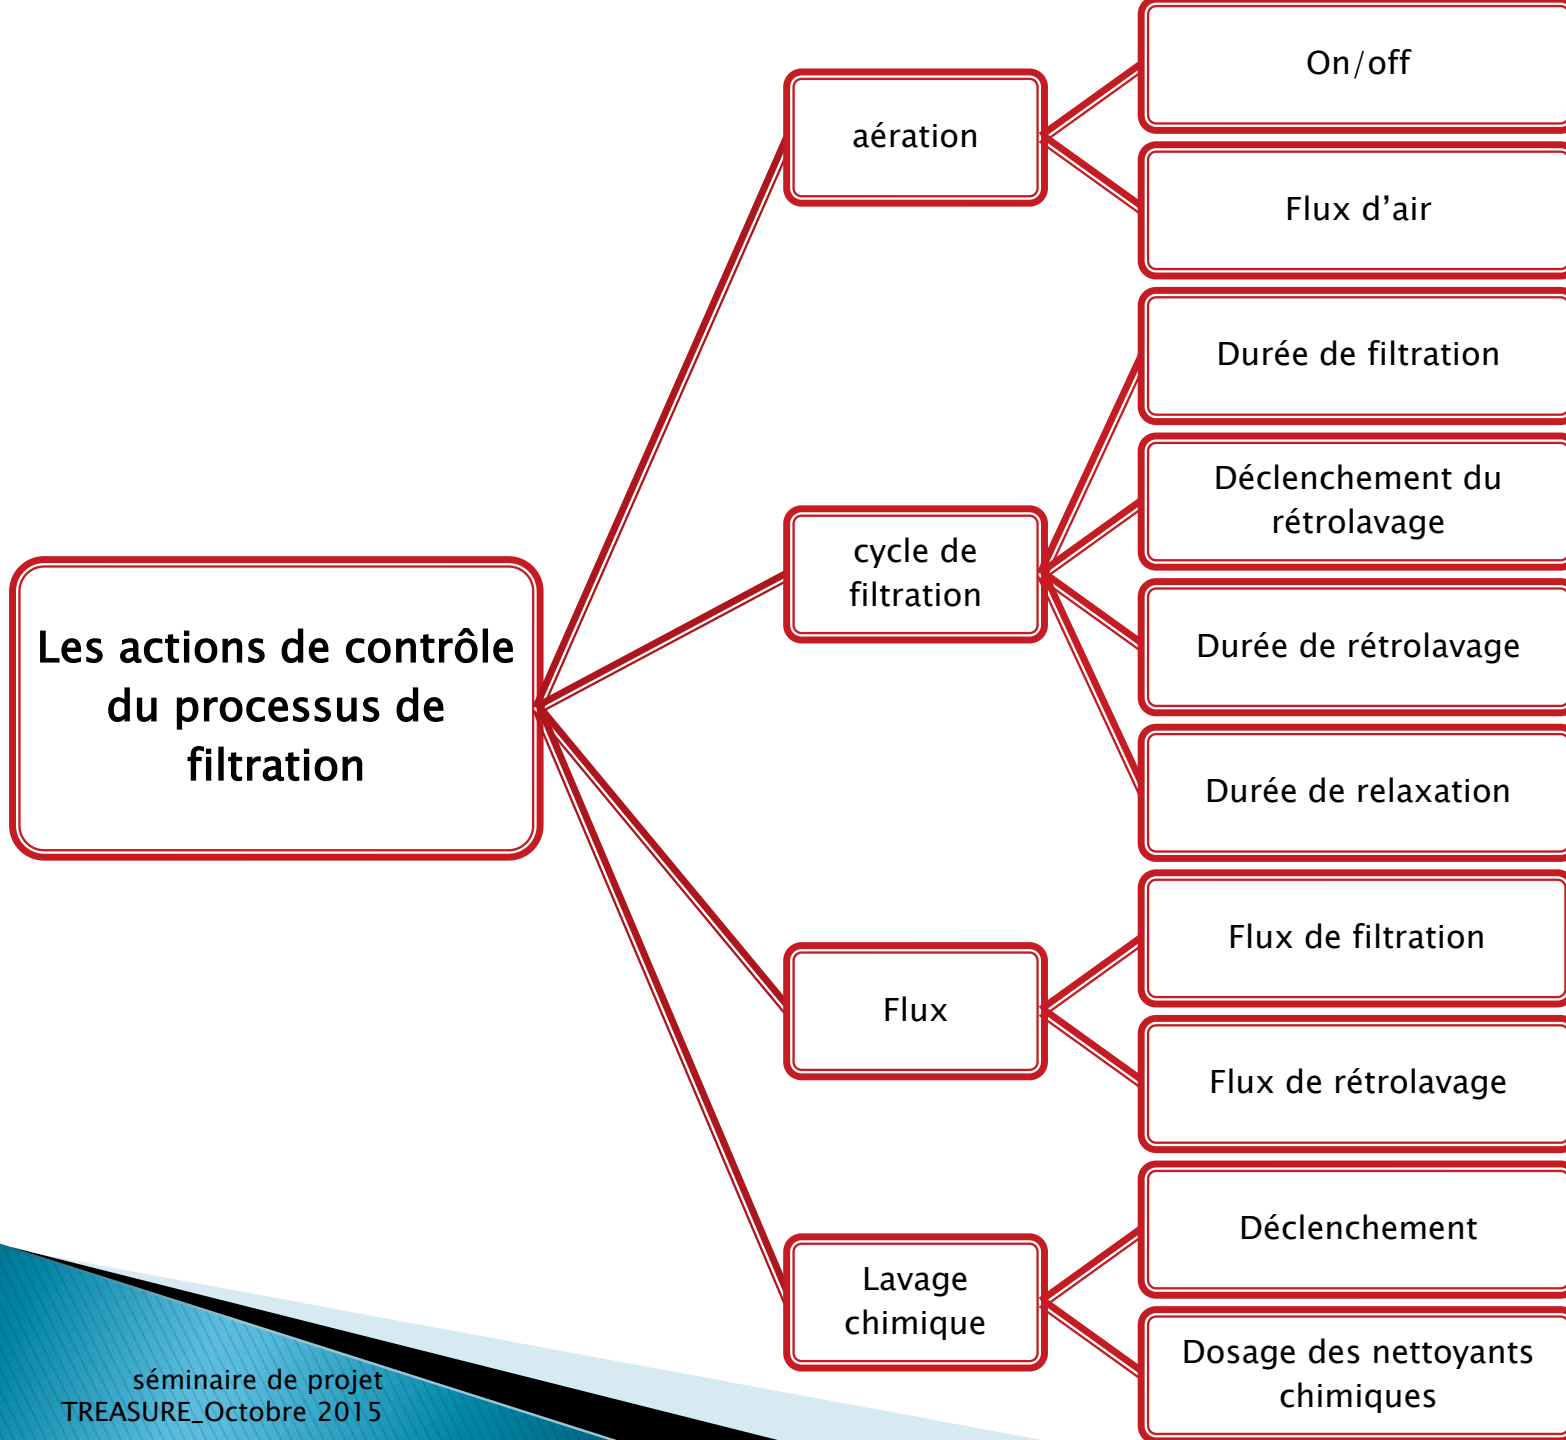 Les actions de contrôle
du processus de
filtration
aération
On/off
Flux d’air
cycle de
filtration
Durée de filtration
Déclenchement du
rétrolavage
Durée de rétrolavage
Durée de relaxation
Flux
Flux de filtration
Flux de rétrolavage
Lavage
chimique
Déclenchement
Dosage des nettoyants
chimiques
séminaire de projet
TREASURE_Octobre 2015